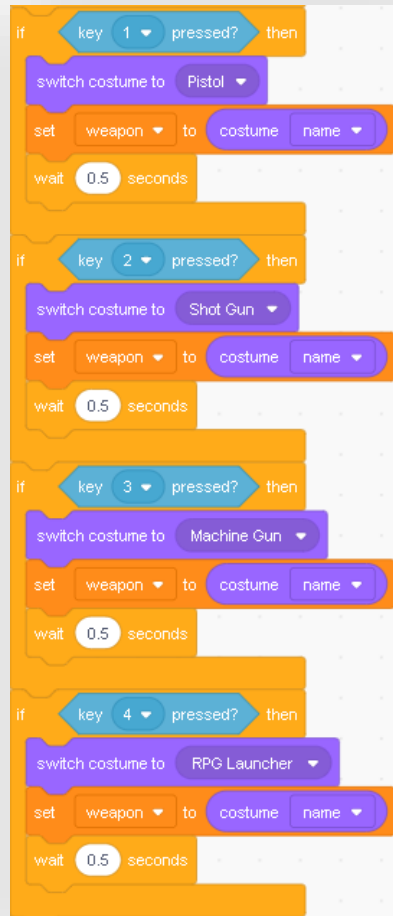 if key 1 pressed? then
switch costume to Pistol
set weapon to costume name
wait 0.5 seconds
if key 2 pressed? then
switch costume to Shot Gun
set weapon to costume name
wait 0.5 seconds
if key 3 pressed? then
switch costume to Machine Gun
set weapon to costume name
wait 0.5 seconds
if key 4 pressed? then
switch costume to RPG Launcher
set weapon to costume name
wait 0.5 seconds